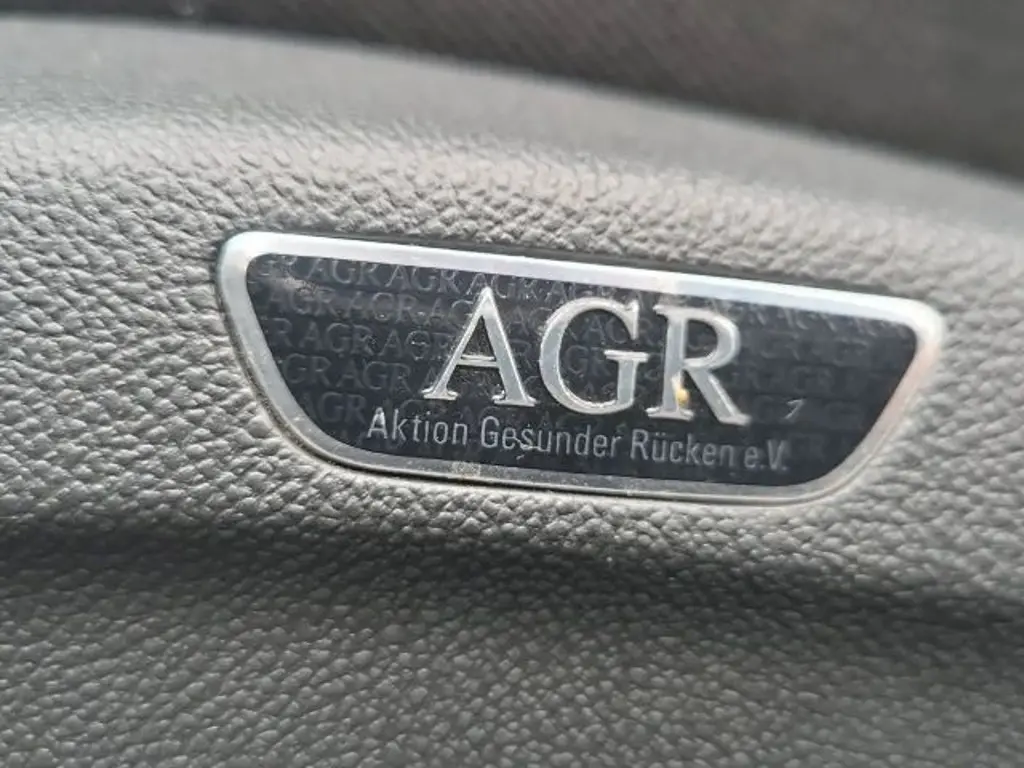 AGR
Aktion Gesunder Rücken e.V.